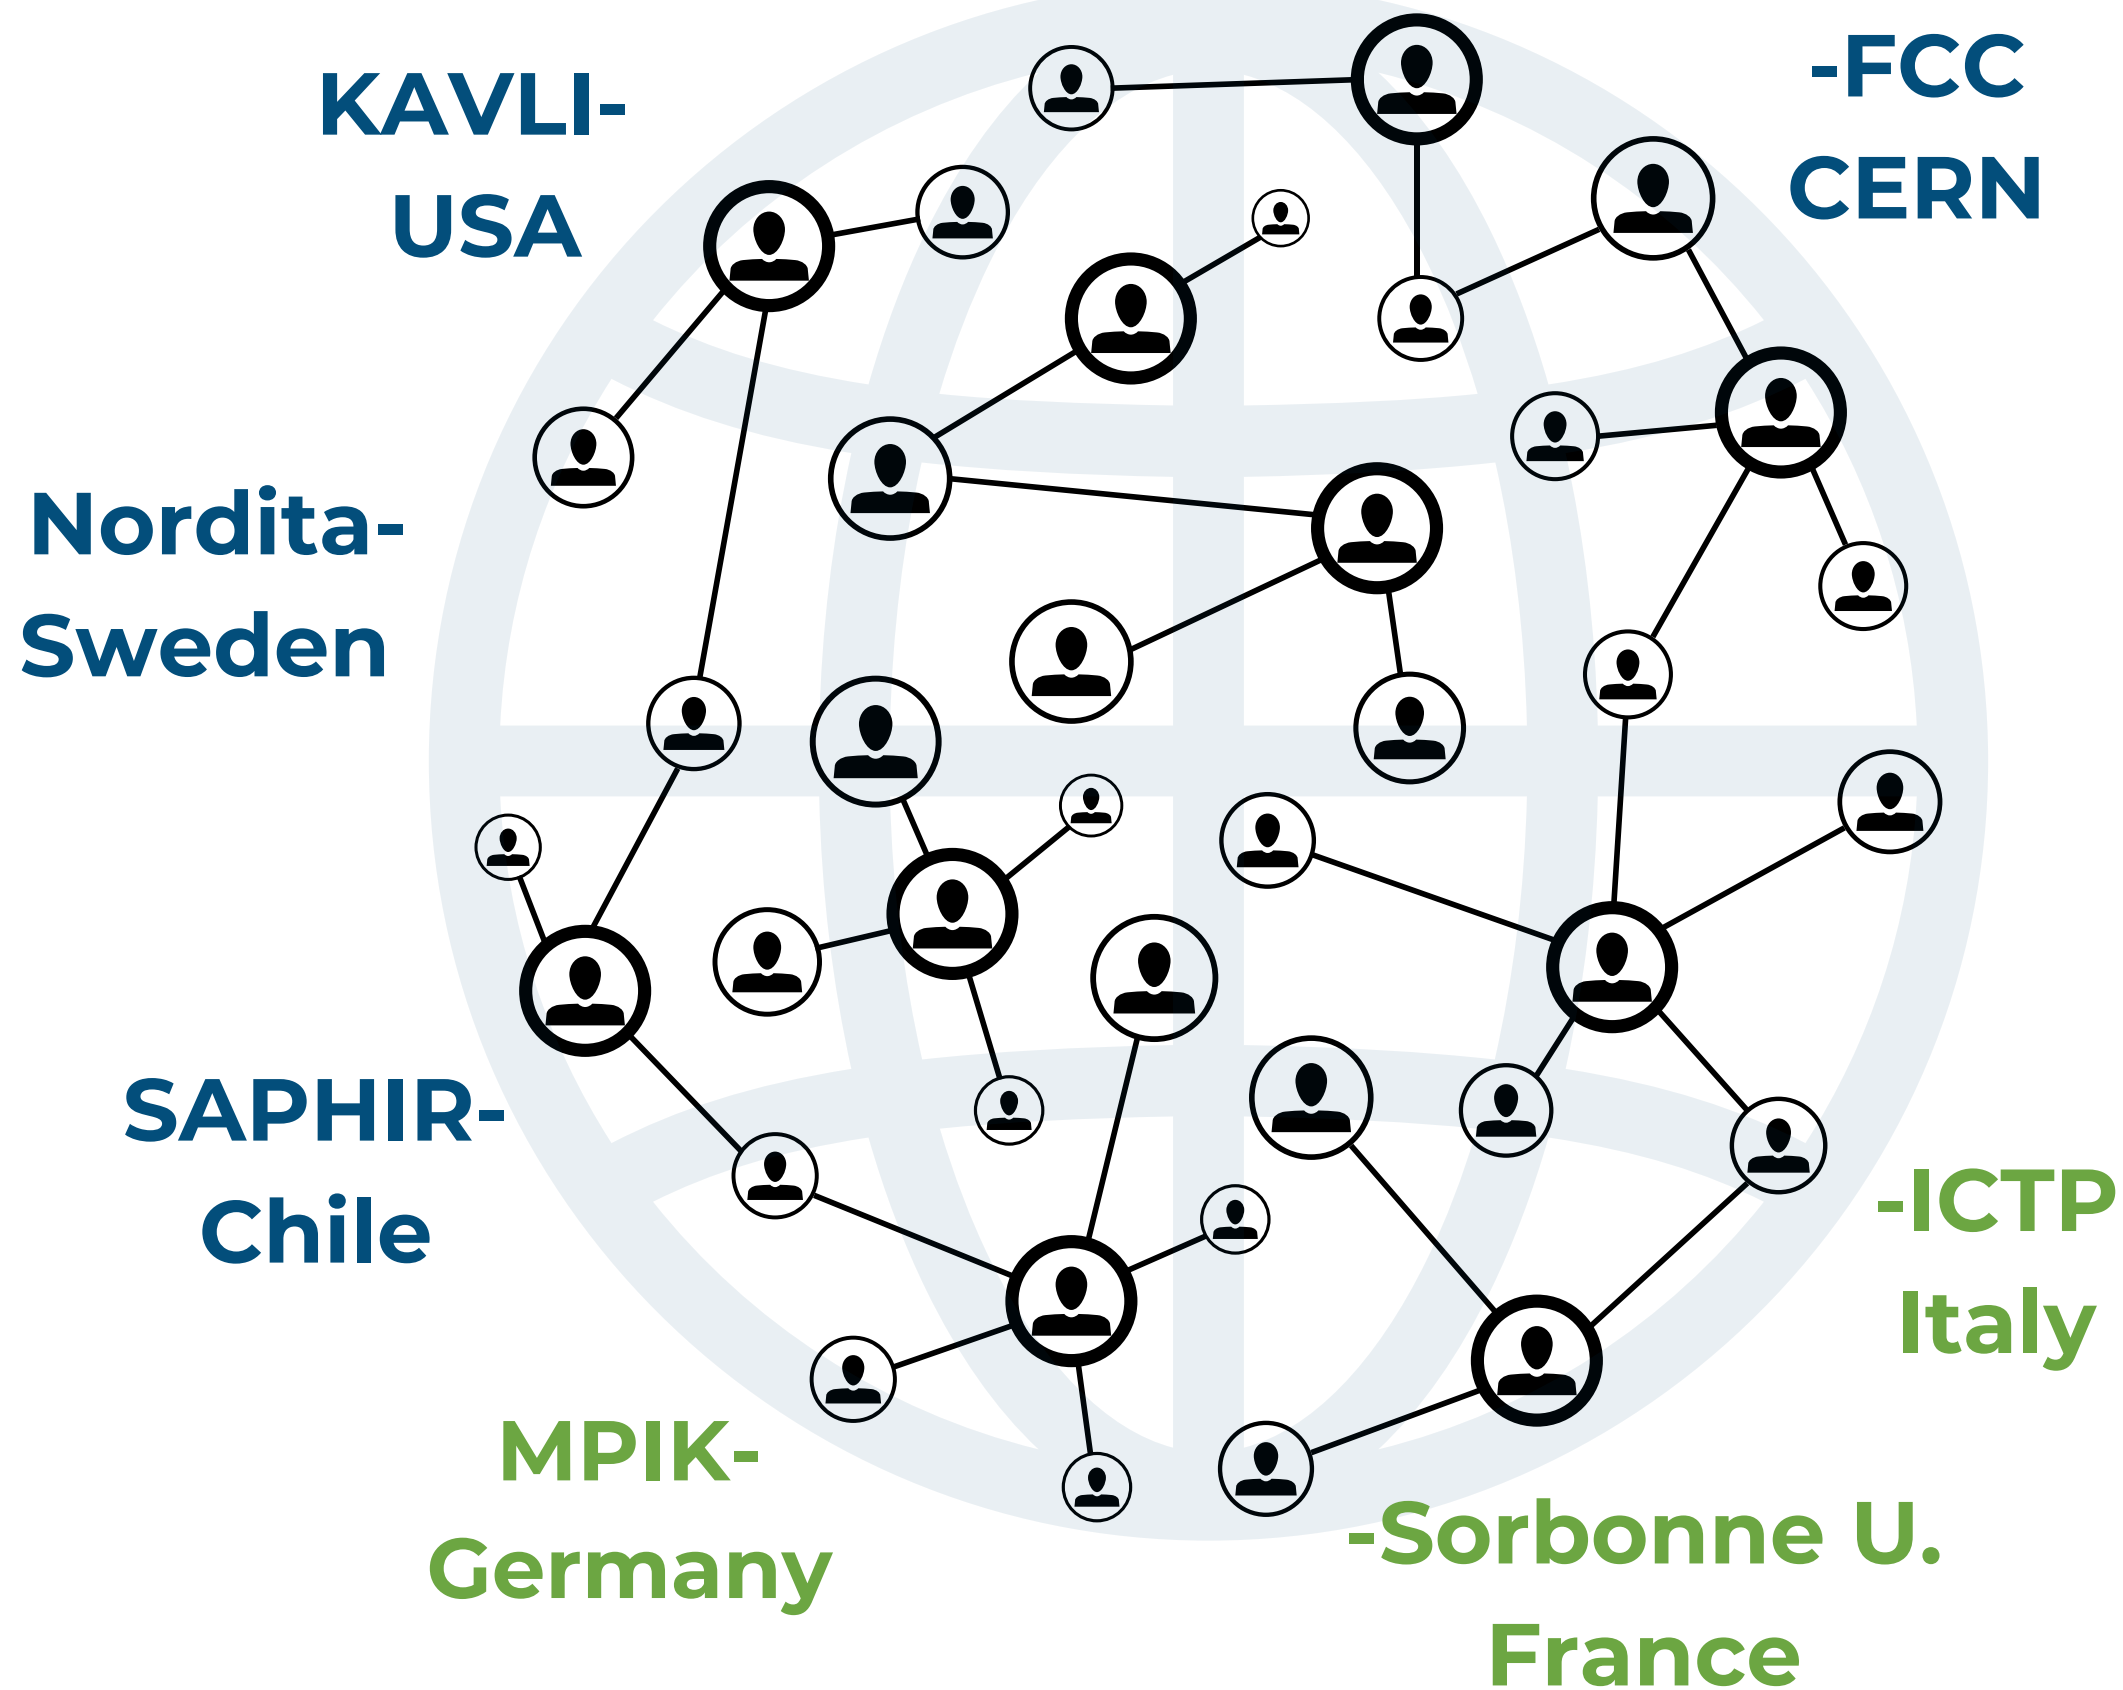 KAVLI-
USA
-FCC
CERN
Nordita-
Sweden
SAPHIR-
Chile
-ICTP
Italy
MPIK-
Germany
-Sorbonne U.
France